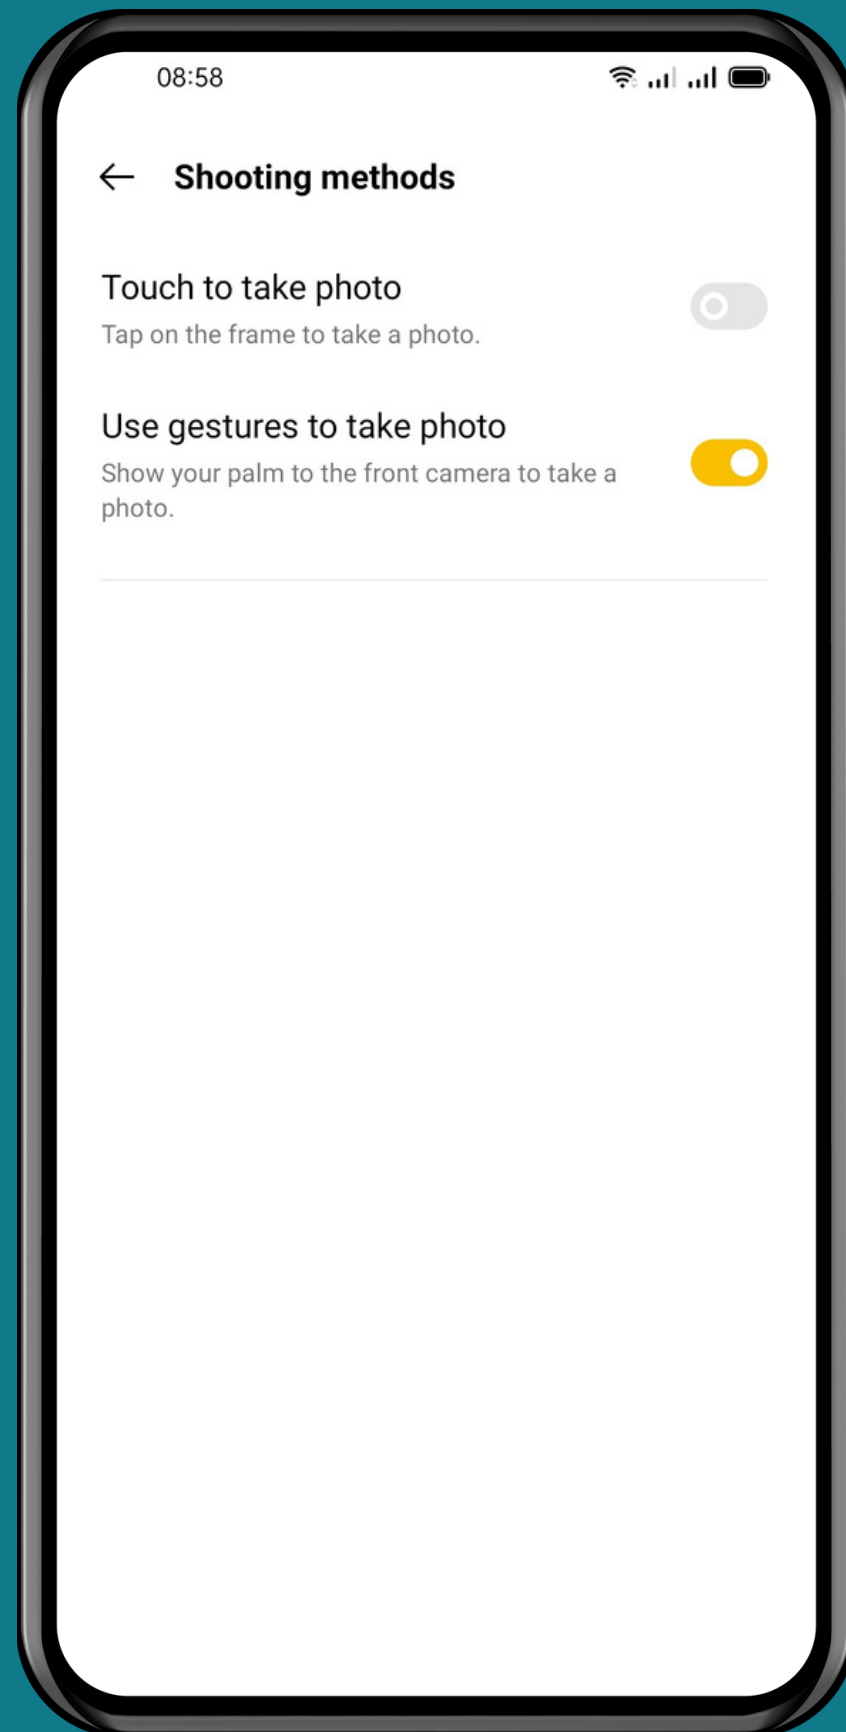 08:58
Shooting methods
Touch to take photo
Tap on the frame to take a photo.
Use gestures to take photo
Show your palm to the front camera to take a
photo.